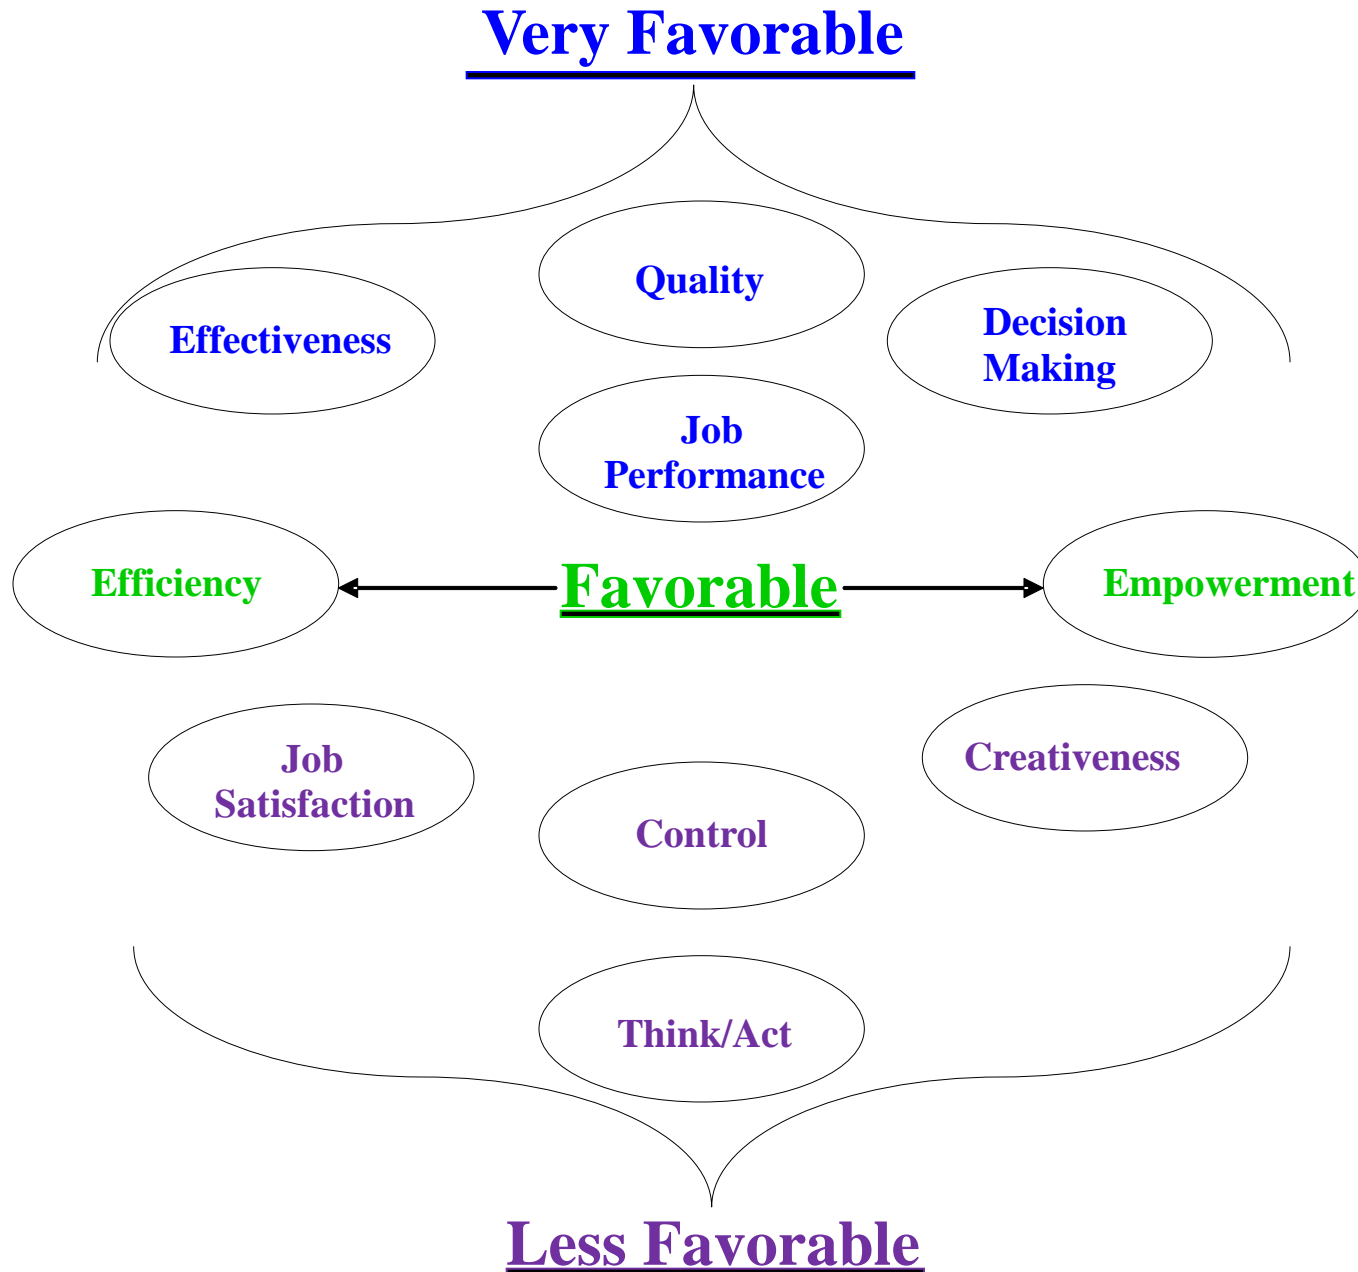 Very Favorable
Quality
Effectiveness
Decision
Making
Job
Performance
Efficiency
Favorable
Empowerment
Job
Satisfaction
Creativeness
Control
Think/Act
Less Favorable